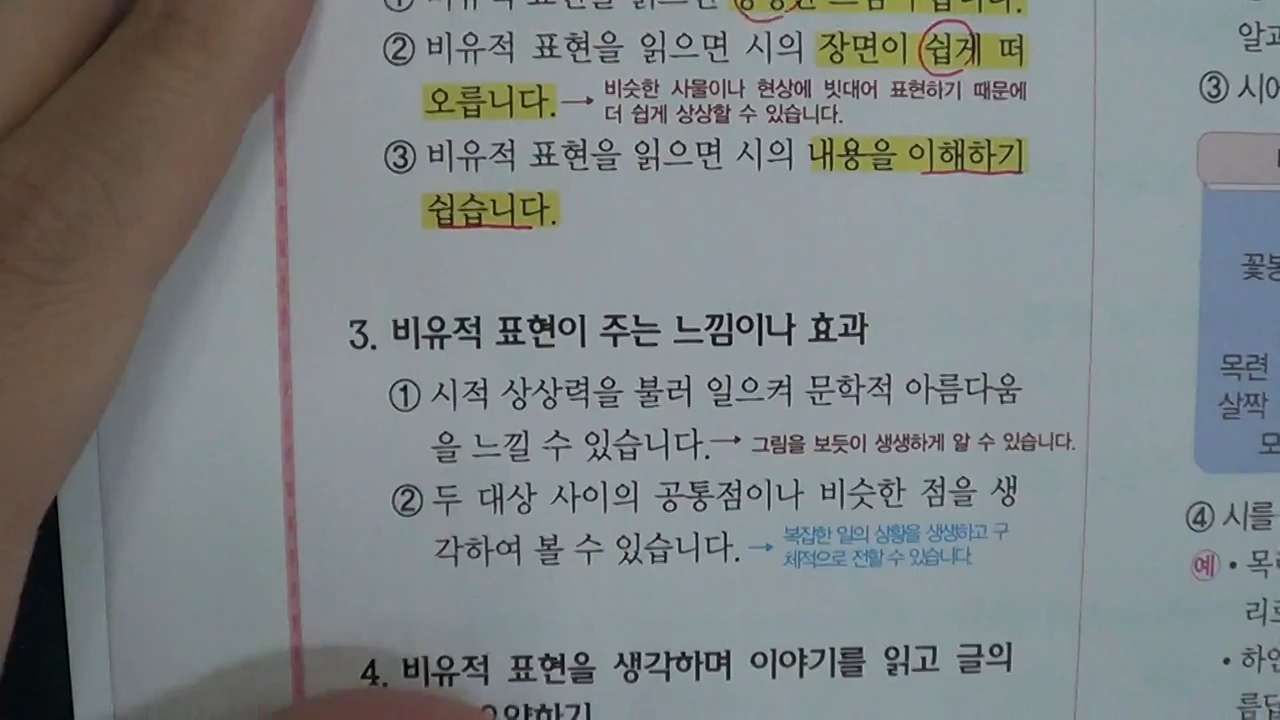 ② 비유적 표현을 읽으면 시의 장면이 쉽게 떠
오릅니다. → 비슷한 사물이나 현상에 빗대어 표현하기 때문에
더 쉽게 상상할 수 있습니다.
③ 비유적 표현을 읽으면 시의 내용을 이해하기
쉽습니다.
3. 비유적 표현이 주는 느낌이나 효과
① 시적 상상력을 불러 일으켜 문학적 아름다움
을 느낄 수 있습니다. → 그림을 보듯이 생생하게 알 수 있습니다.
② 두 대상 사이의 공통점이나 비슷한 점을 생
각하여 볼 수 있습니다. → 복잡한 일의 상황을 생생하고 구
체적으로 전할 수 있습니다.
4. 비유적 표현을 생각하며 이야기를 읽고 글의
③
목련
살짝
④ 시를
예 •
•